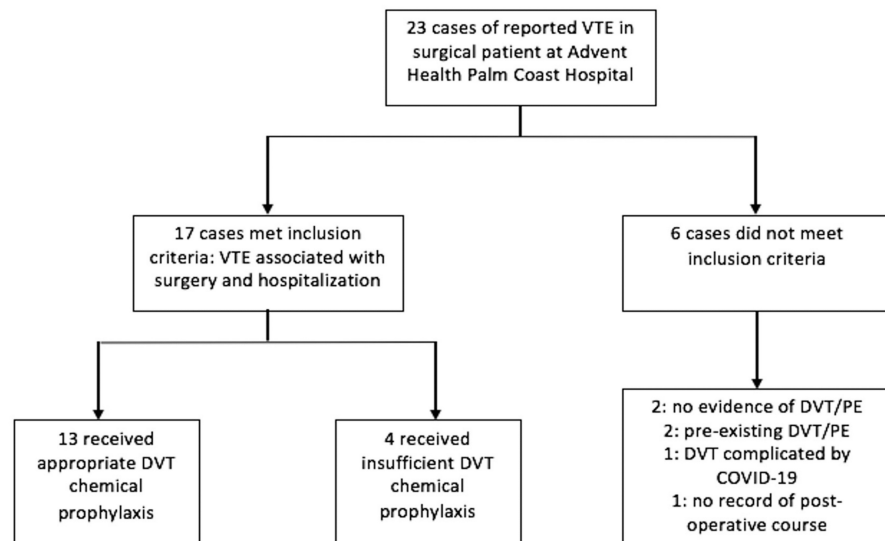 23 cases of reported VTE in
surgical patient at Advent
Health Palm Coast Hospital
17 cases met inclusion
criteria: VTE associated with
surgery and hospitalization
6 cases did not meet
inclusion criteria
13 received
appropriate DVT
chemical
prophylaxis
4 received
insufficient DVT
chemical
prophylaxis
2: no evidence of DVT/PE
2: pre-existing DVT/PE
1: DVT complicated by
COVID-19
1: no record of post-
operative course